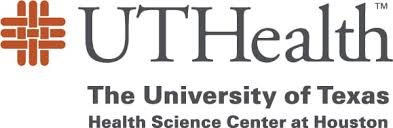 UTHealth™
The University of Texas
Health Science Center at Houston